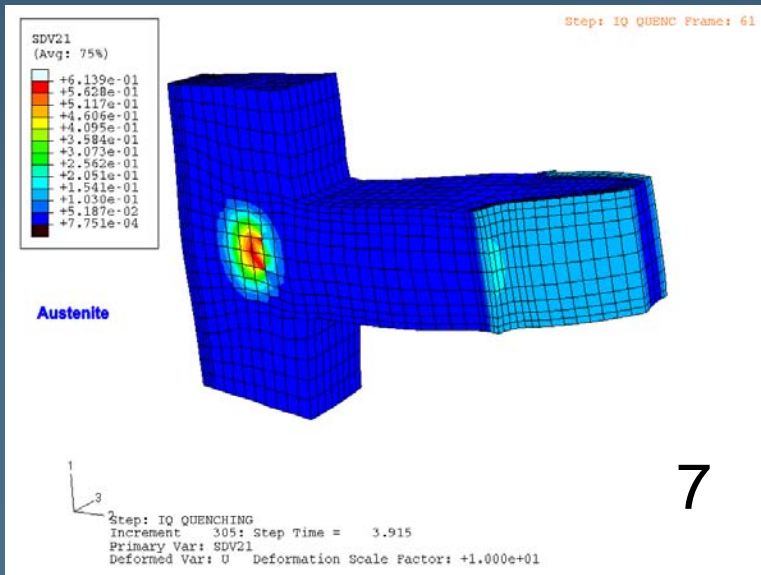 Step: IQ QUENC Frame: 61
SDV21
(Avg: 75%)
+6.139e-01
+5.628e-01
+5.117e-01
+4.606e-01
+4.095e-01
+3.584e-01
+3.073e-01
+2.562e-01
+2.051e-01
+1.541e-01
+1.030e-01
+5.187e-02
+7.751e-04
Austenite
1
3
2
7
Step: IQ QUENCHING
Increment 305: Step Time = 3.915
Primary Var: SDV21
Deformed Var: U Deformation Scale Factor: +1.000e+01